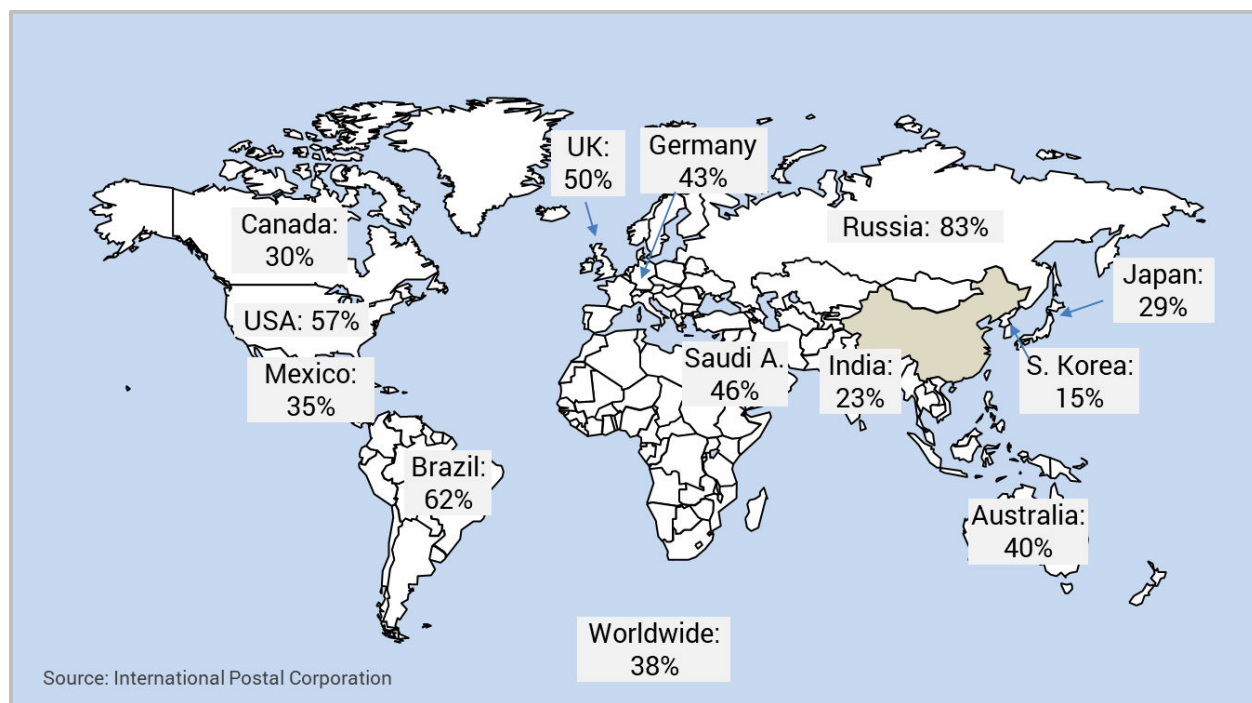 UK:
50%
Germany
43%
Canada:
30%
Russia: 83%
Japan:
29%
USA: 57%
Mexico:
35%
Saudi A.
46%
India:
23%
S. Korea:
15%
Brazil:
62%
Australia:
40%
Worldwide:
38%
Source: International Postal Corporation